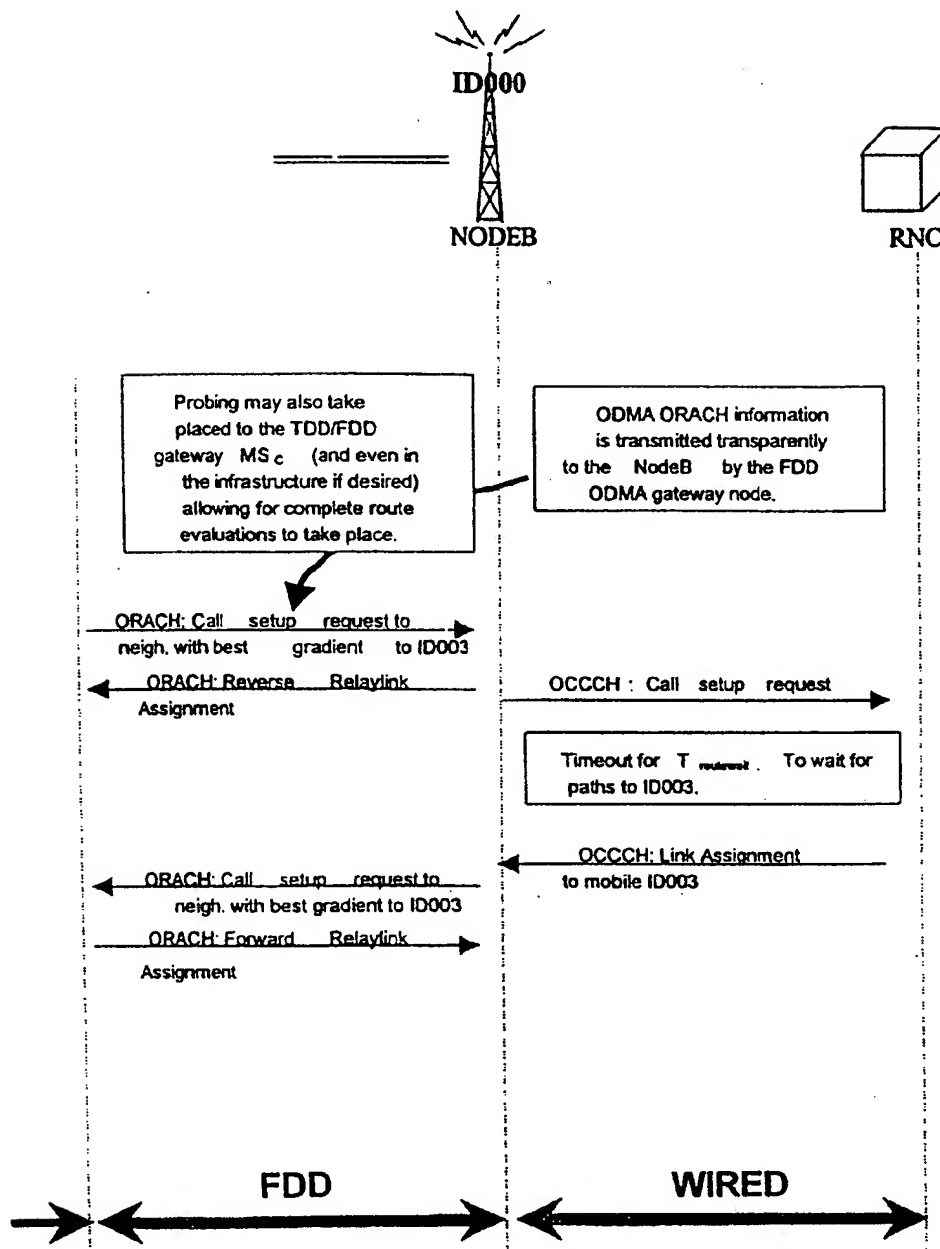 ID000
NODEB
RNC
Probing may also take
placed to the TDD/FDD
gateway MS c (and even in
the infrastructure if desired)
allowing for complete route
evaluations to take place.
ODMA ORACH information
is transmitted transparently
to the NodeB by the FDD
ODMA gateway node.
ORACH: Call setup request to
neigh. with best gradient to ID003
ORACH: Reverse Relaylink
Assignment
OCCCH : Call setup request
Timeout for T . To wait for
paths to ID003.
OCCCH: Link Assignment
to mobile ID003
ORACH: Call setup request to
neigh. with best gradient to ID003
ORACH: Forward Relaylink
Assignment
FDD
WIRED